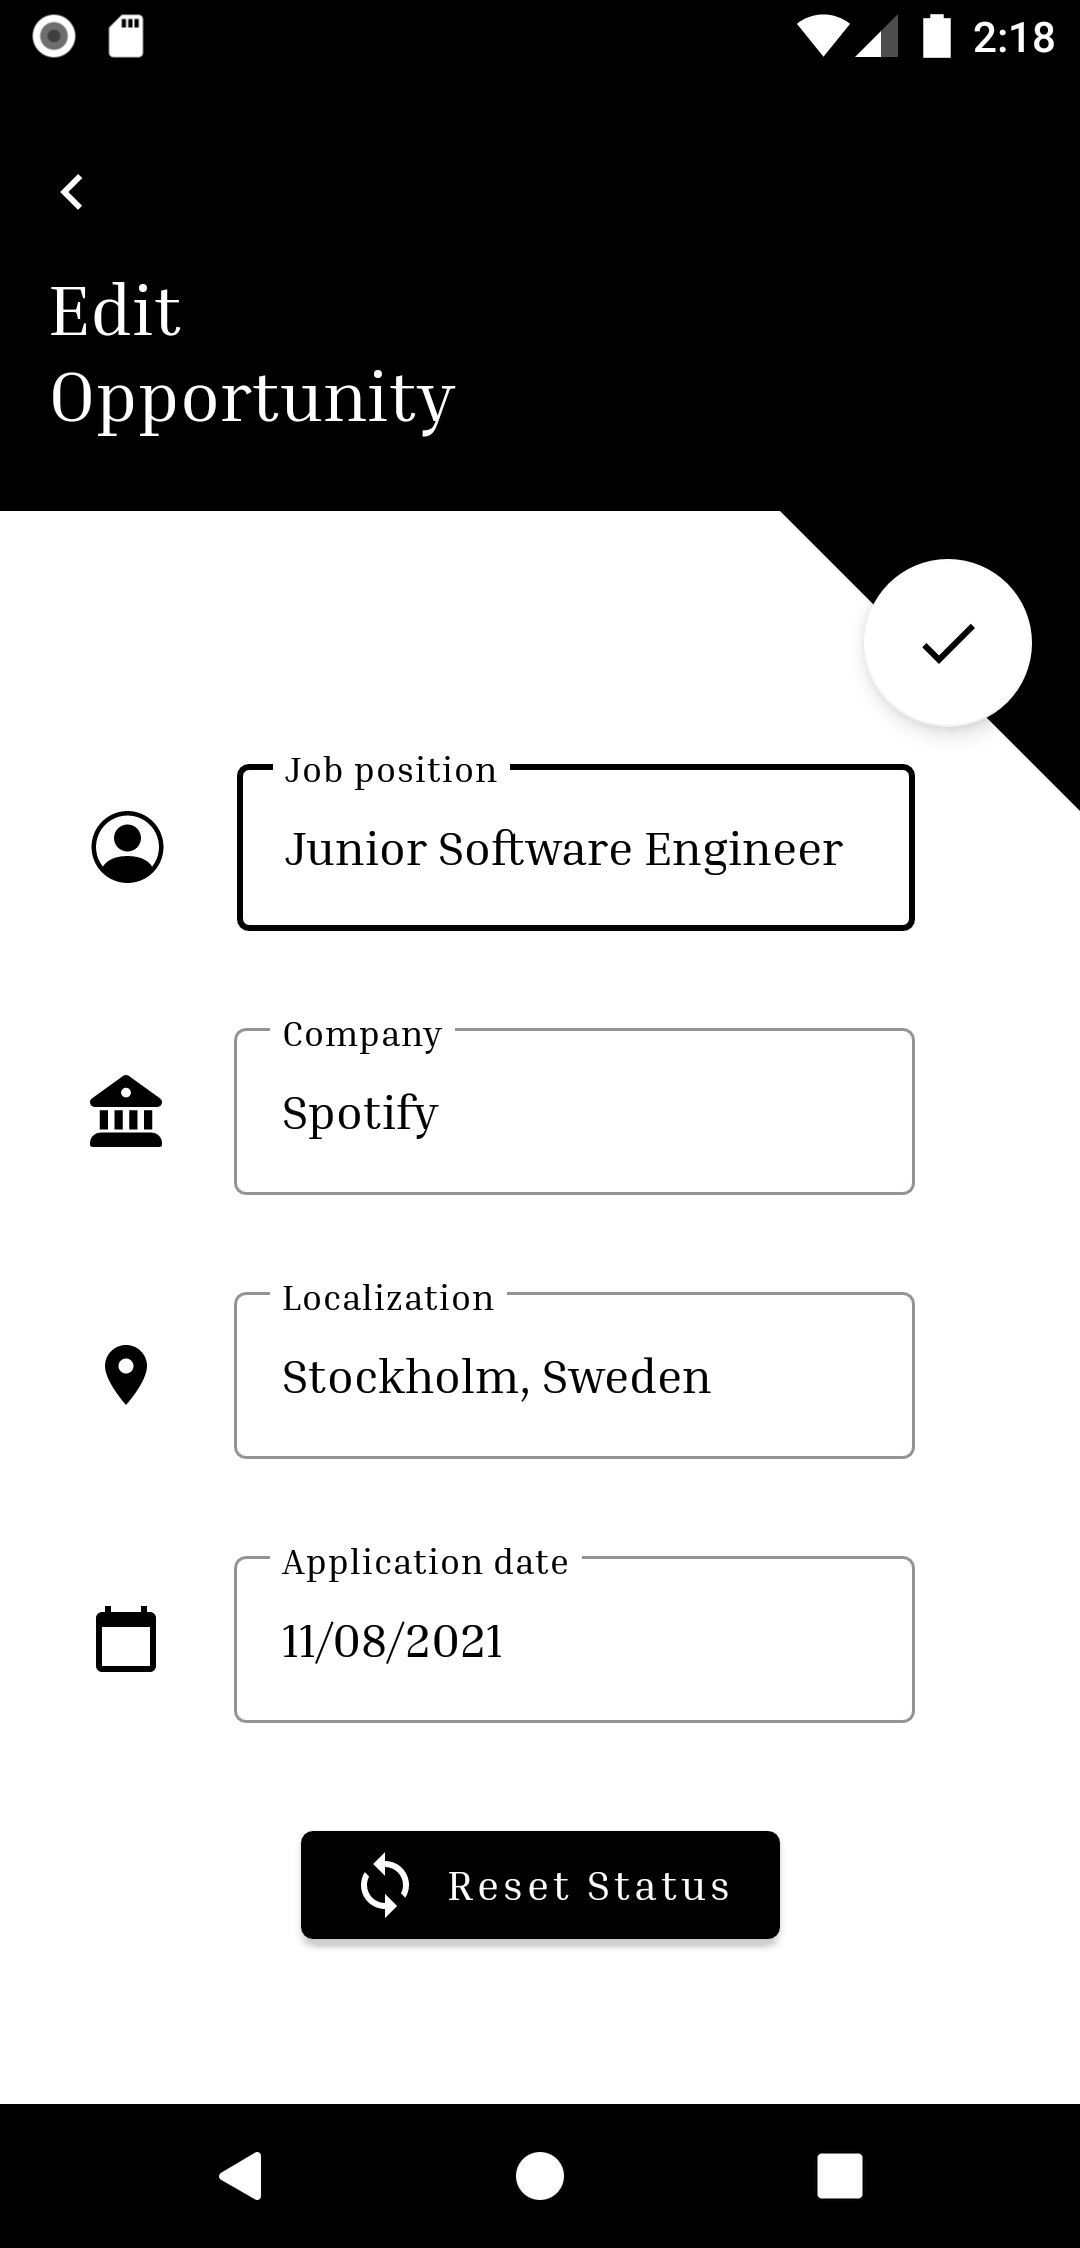 2:18
Edit
Opportunity
Job position
Junior Software Engineer
Company
Spotify
Localization
Stockholm, Sweden
Application date
11/08/2021
Reset Status